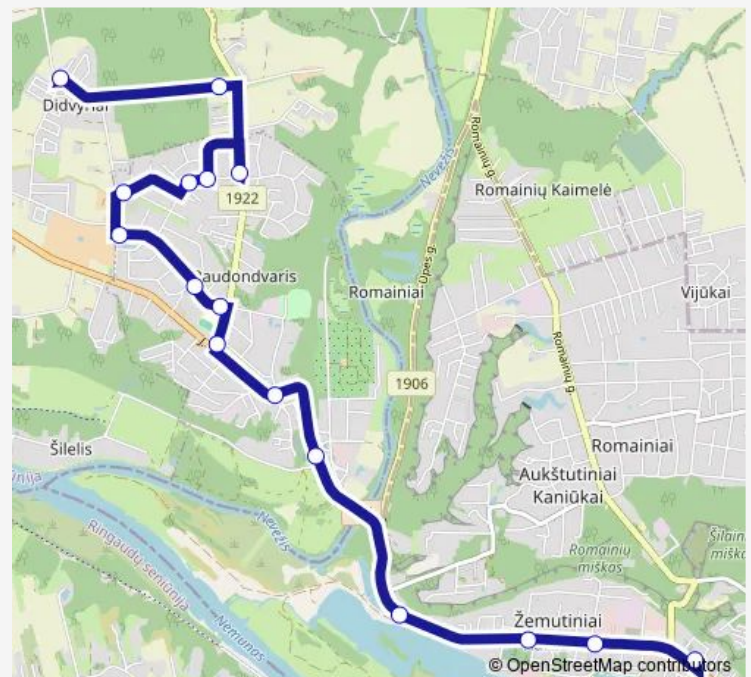 Didvyriai
Nevėžis
Romainių g.
Romainių Kaimelė
1922
Raudondvaris
Romainiai
Upės g.
Vijūkai
1906
Romainių g.
Šilelis
Romainiai
Aukštutiniai
Kaniūkai
Nevėžis
Ringaudų seniūnija
Nemunas
Romainių
miškas
Žemutiniai
© OpenStreetMap contributors